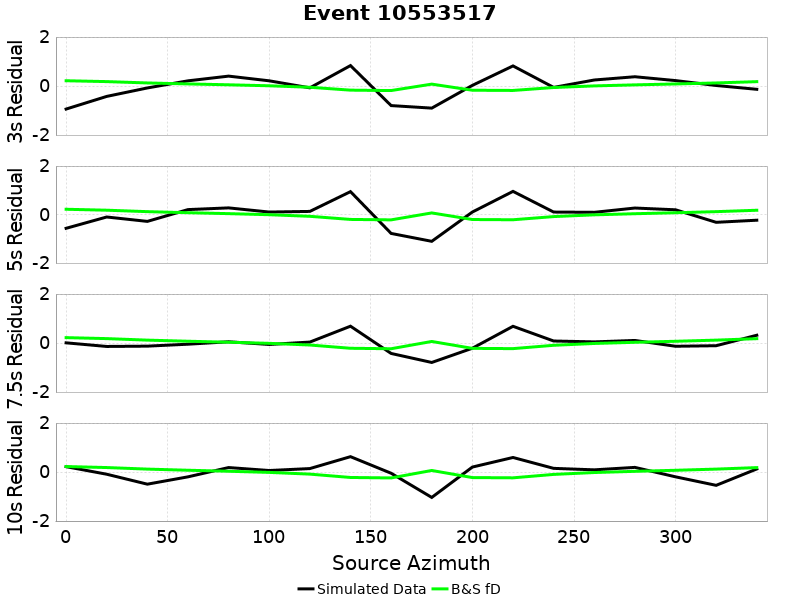 Event 10553517
2
0
-2
3s Residual
2
0
-2
5s Residual
2
0
-2
7.5s Residual
2
0
-2
10s Residual
0 50 100 150 200 250 300
Source Azimuth
Simulated Data B&S fD